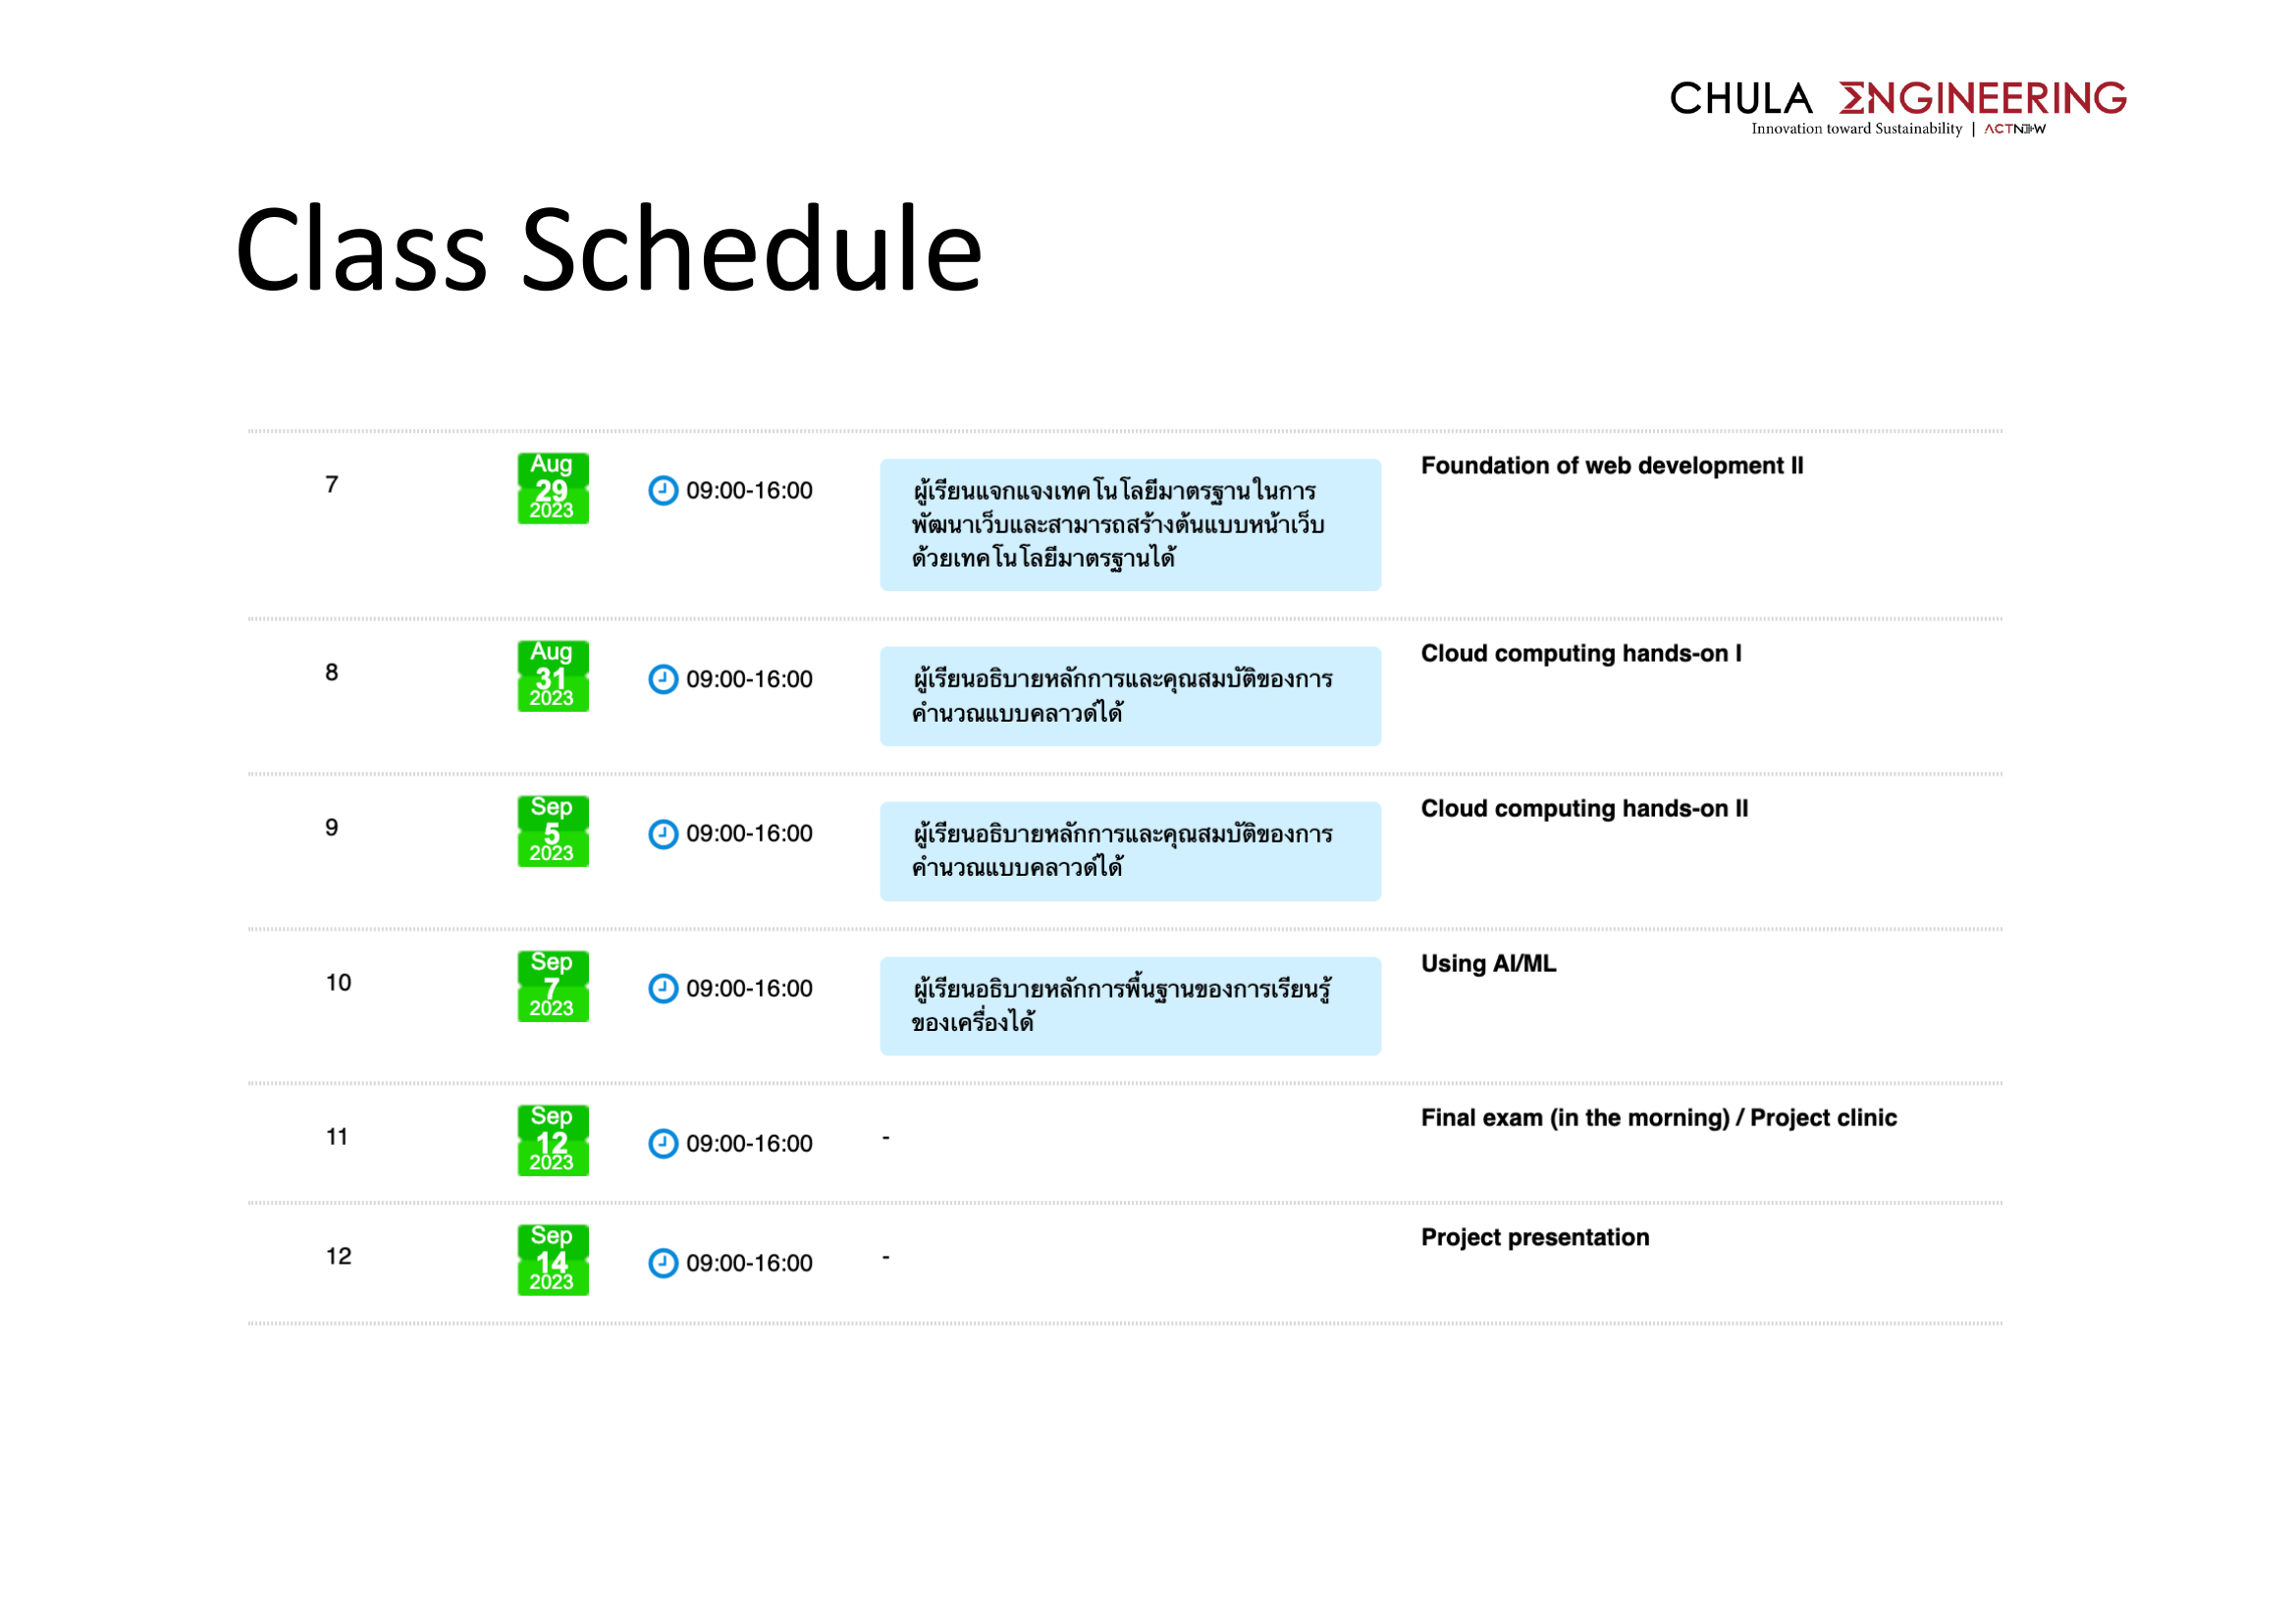 CHULA ΣNGINEERING
Innovation toward Sustainability | ACTNOW
Class Schedule
7
Aug
29
2023
09:00-16:00
ผู้เรียนแจกแจงเทคโนโลยีมาตรฐานในการ
พัฒนาเว็บและสามารถสร้างต้นแบบหน้าเว็บ
ด้วยเทคโนโลยีมาตรฐานได้
Foundation of web development II
8
Aug
31
2023
09:00-16:00
ผู้เรียนอธิบายหลักการและคุณสมบัติของการ
คำนวณแบบคลาวด์ได้
Cloud computing hands-on I
9
Sep
5
2023
09:00-16:00
ผู้เรียนอธิบายหลักการและคุณสมบัติของการ
คำนวณแบบคลาวด์ได้
Cloud computing hands-on II
10
Sep
7
2023
09:00-16:00
ผู้เรียนอธิบายหลักการพื้นฐานของการเรียนรู้
ของเครื่องได้
Using AI/ML
11
Sep
12
2023
09:00-16:00
-
Final exam (in the morning) / Project clinic
12
Sep
14
2023
09:00-16:00
-
Project presentation